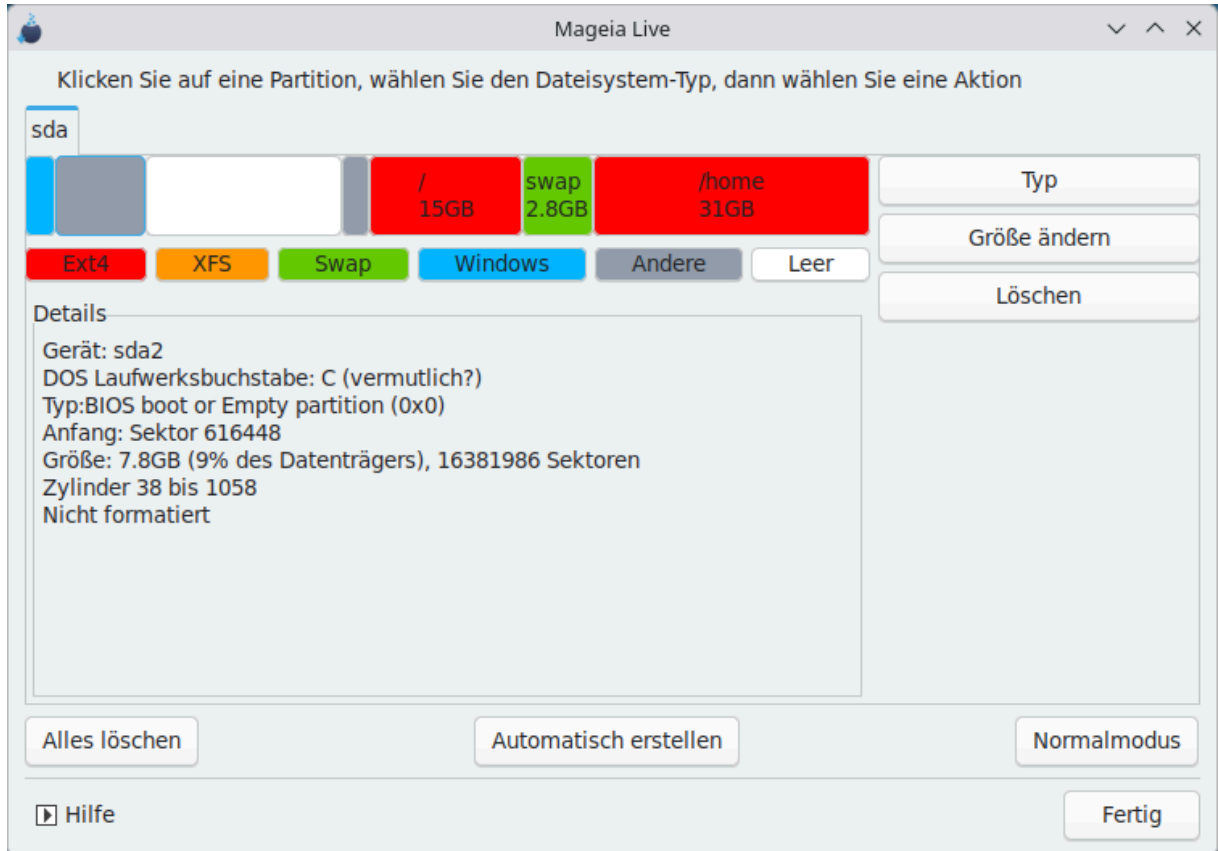 Mageia Live
Klicken Sie auf eine Partition, wählen Sie den Dateisystem-Typ, dann wählen Sie eine Aktion
sda
/
15GB
swap
2.8GB
/home
31GB
Typ
Größe ändern
Löschen
Ext4 XFS Swap Windows Andere Leer
Details
Gerät: sda2
DOS Laufwerksbuchstabe: C (vermutlich?)
Typ:BIOS boot or Empty partition (0x0)
Anfang: Sektor 616448
Größe: 7.8GB (9% des Datenträgers), 16381986 Sektoren
Zylinder 38 bis 1058
Nicht formatiert
Alles löschen Automatisch erstellen Normalmodus
Hilfe Fertig